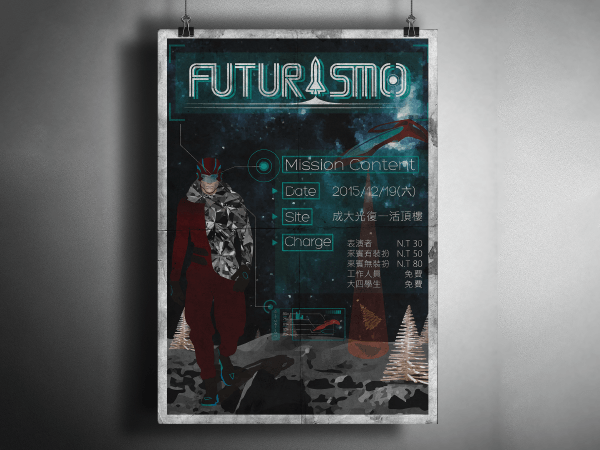 FUTURISMO
Mission Content
Date 2015/12/19(六)
Site 成大光復一活頂樓
Charge
表演者 N.T 30
來賓有裝扮 N.T 50
來賓無裝扮 N.T 80
工作人員 免費
大四學生 免費